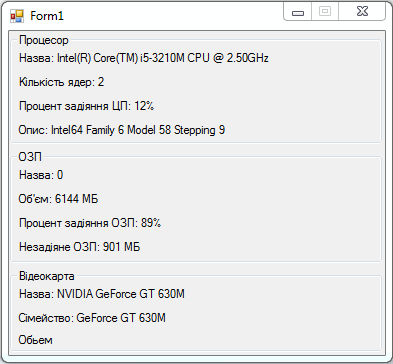 Form1
Процесор
Назва: Intel(R) Core(TM) i5-3210M CPU @ 2.50GHz
Кількість ядер: 2
Процент задіяння ЦП: 12%
Опис: Intel64 Family 6 Model 58 Stepping 9
ОЗП
Назва: 0
Об'єм: 6144 МБ
Процент задіяння ОЗП: 89%
Незадіяне ОЗП: 901 МБ
Відеокарта
Назва: NVIDIA GeForce GT 630M
Сімейство: GeForce GT 630M
Обьем